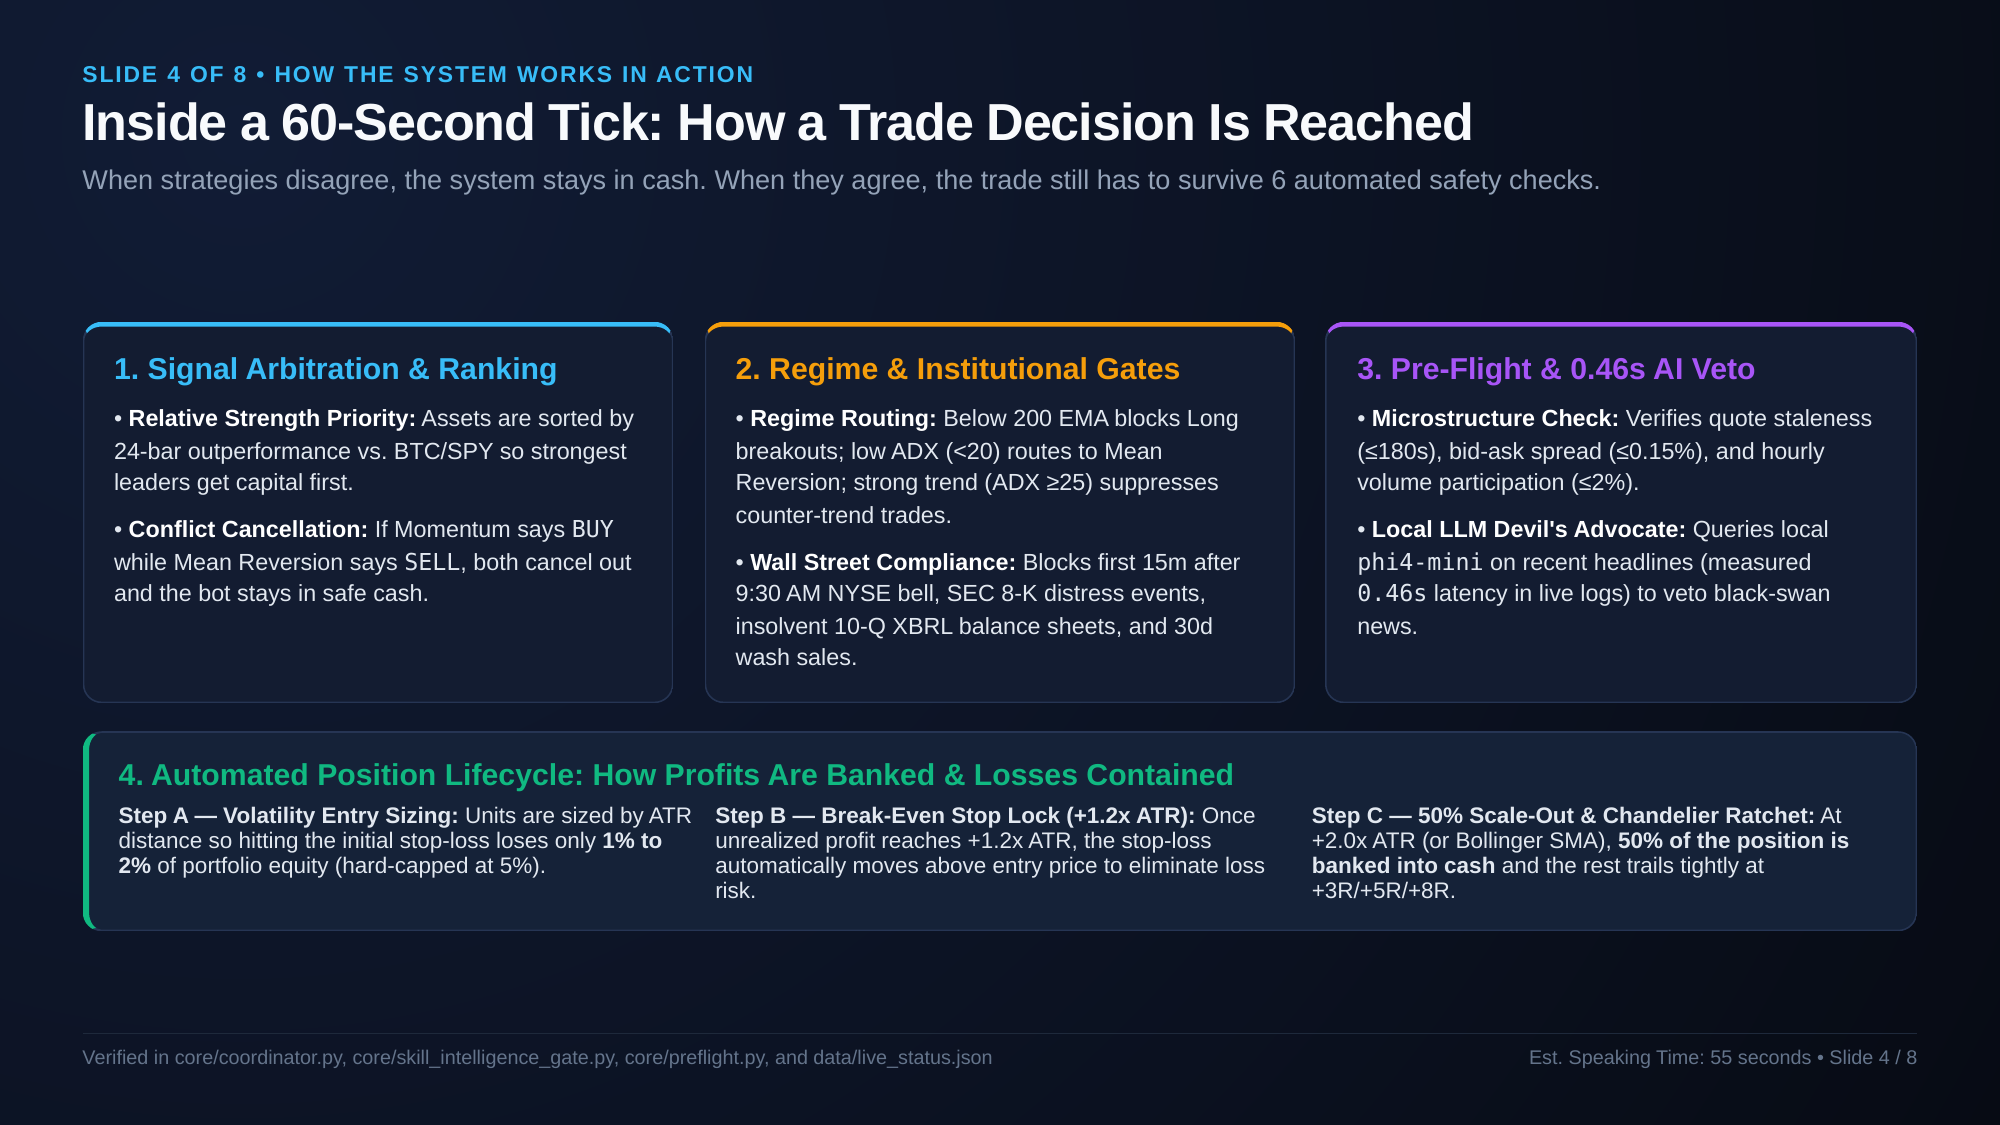 SLIDE 4 OF 8 • HOW THE SYSTEM WORKS IN ACTION
Inside a 60-Second Tick: How a Trade Decision Is Reached
When strategies disagree, the system stays in cash. When they agree, the trade still has to survive 6 automated safety checks.
1. Signal Arbitration & Ranking
• Relative Strength Priority: Assets are sorted by
24-bar outperformance vs. BTC/SPY so strongest
leaders get capital first.
• Conflict Cancellation: If Momentum says BUY
while Mean Reversion says SELL, both cancel out
and the bot stays in safe cash.
2. Regime & Institutional Gates
• Regime Routing: Below 200 EMA blocks Long
breakouts; low ADX (<20) routes to Mean
Reversion; strong trend (ADX ≥25) suppresses
counter-trend trades.
• Wall Street Compliance: Blocks first 15m after
9:30 AM NYSE bell, SEC 8-K distress events,
insolvent 10-Q XBRL balance sheets, and 30d
wash sales.
3. Pre-Flight & 0.46s AI Veto
• Microstructure Check: Verifies quote staleness
(≤180s), bid-ask spread (≤0.15%), and hourly
volume participation (≤2%).
• Local LLM Devil's Advocate: Queries local
phi4-mini on recent headlines (measured
0.46s latency in live logs) to veto black-swan
news.
4. Automated Position Lifecycle: How Profits Are Banked & Losses Contained
Step A — Volatility Entry Sizing: Units are sized by ATR
distance so hitting the initial stop-loss loses only 1% to
2% of portfolio equity (hard-capped at 5%).
Step B — Break-Even Stop Lock (+1.2x ATR): Once
unrealized profit reaches +1.2x ATR, the stop-loss
automatically moves above entry price to eliminate loss
risk.
Step C — 50% Scale-Out & Chandelier Ratchet: At
+2.0x ATR (or Bollinger SMA), 50% of the position is
banked into cash and the rest trails tightly at
+3R/+5R/+8R.
Verified in core/coordinator.py, core/skill_intelligence_gate.py, core/preflight.py, and data/live_status.json
Est. Speaking Time: 55 seconds • Slide 4 / 8